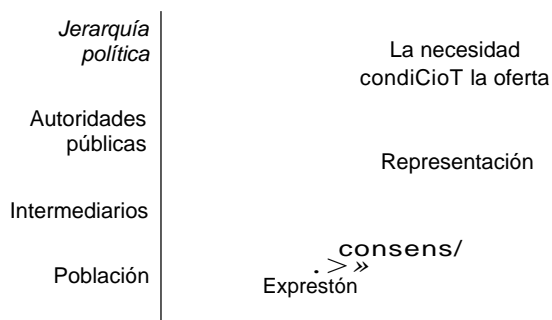 Jerarquía
política
La necesidad
condiCioT la oferta
Autoridades
públicas
Representación
Intermediarios
consens/
. > »
Población
Exprestón